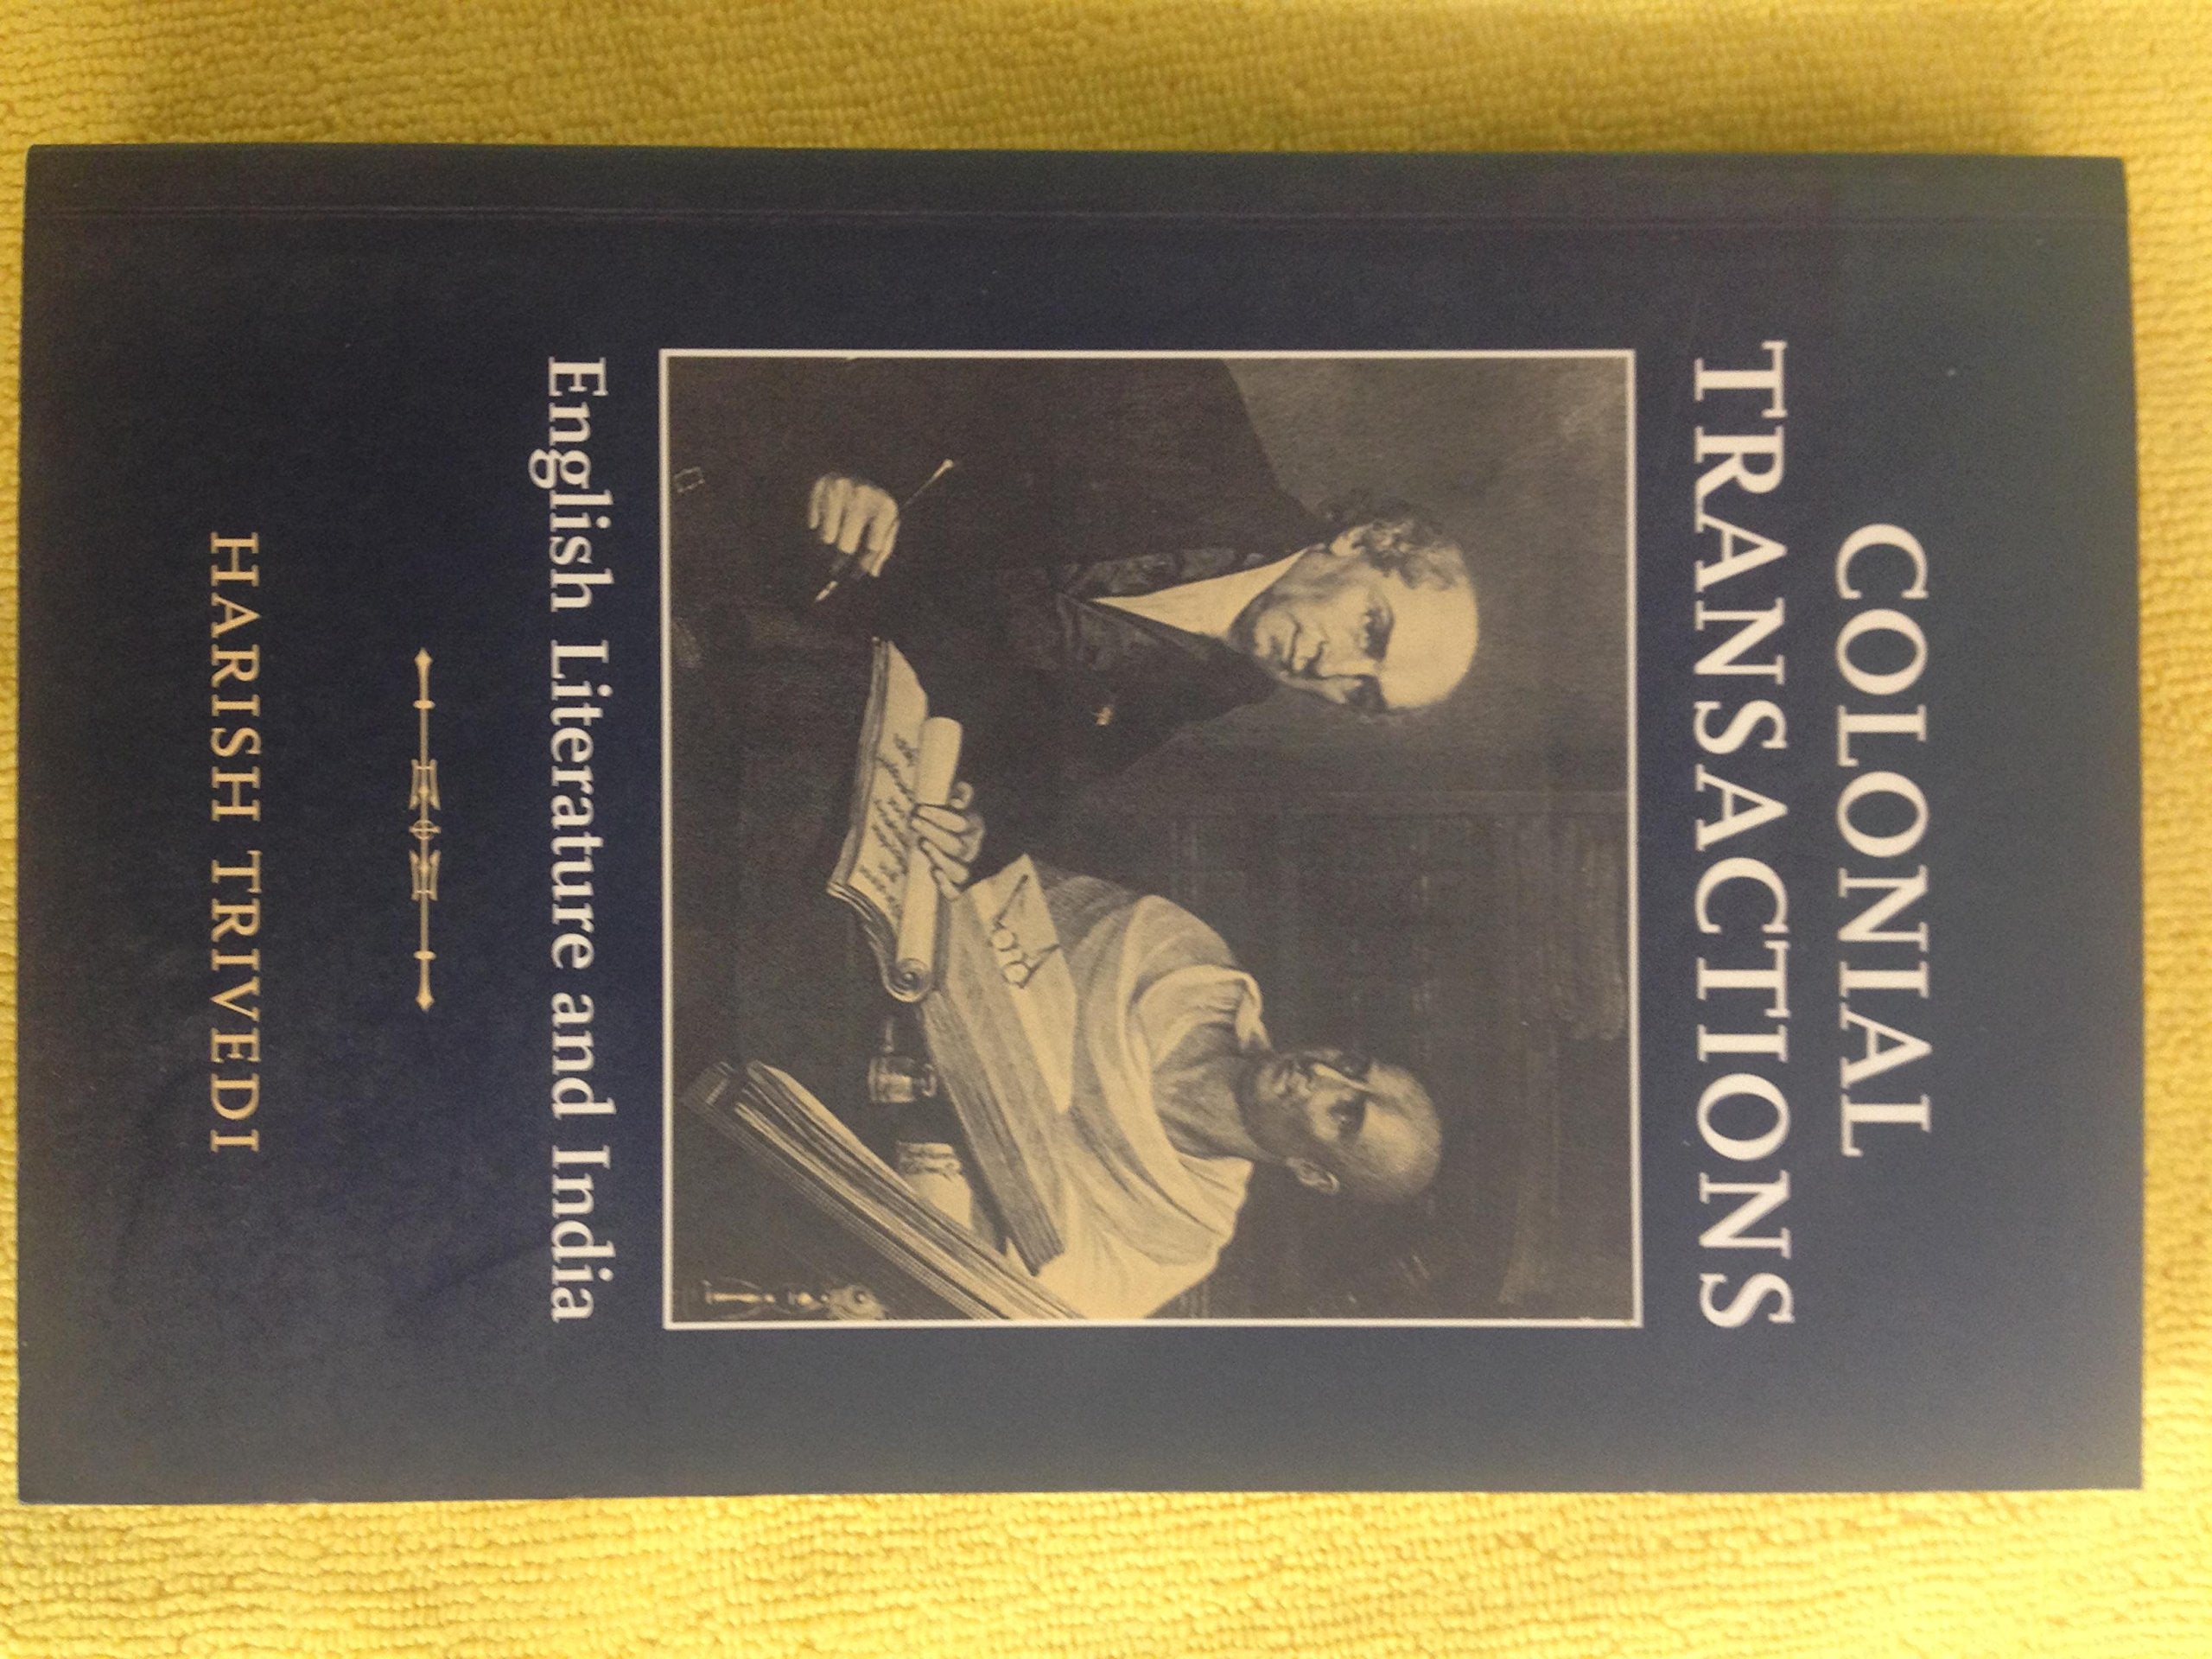 COLONIAL
TRANSACTIONS
English Literature and India
HARISH TRIVEDI